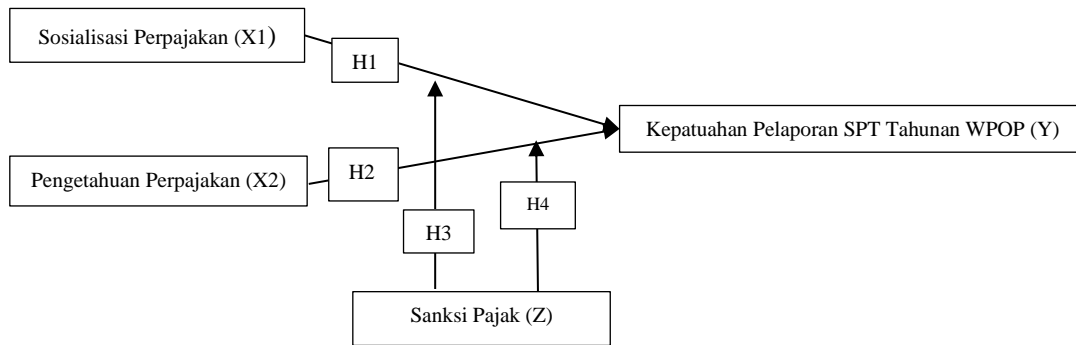 Sosialisasi Perpajakan (X1)
H1
Kepatuahan Pelaporan SPT Tahunan WPOP (Y)
Pengetahuan Perpajakan (X2)
H2
H4
H3
Sanksi Pajak (Z)